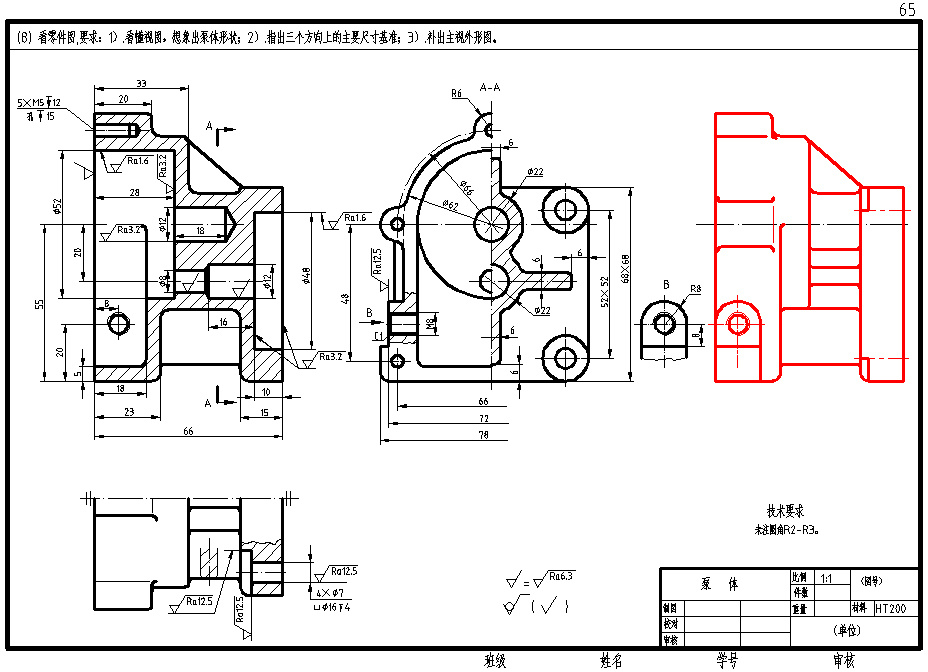 65
(8) 看零件图,要求: 1).看懂视图。想象出泵体形状; 2).指出三个方向上的主要尺寸基准; 3).补出主视外形图。
33
20
5×M5↧12
孔↧15
A
Ra1.6
Ra3.2
28
φ52
φ12
18
Ra3.2
20
φ8
φ12
φ48
Ra1.6
55
8
16
20
5
Ra3.2
18
A
10
23
15
66
A-A
R6
6
φ66
φ22
φ62
6
6
Ra12.5
48
B
M8
C1
φ22
6
6
52×52
68×68
66
72
78
B
R8
8
Ra12.5
4×φ7
⌴φ16↧4
Ra12.5
Ra12.5
= Ra6.3
( √ )
技术要求
未注圆角R2-R3。
泵 体
比例 1:1 (图号)
件数
制图 重量 材料 HT200
校对 (单位)
审核
班级 姓名 学号 审核